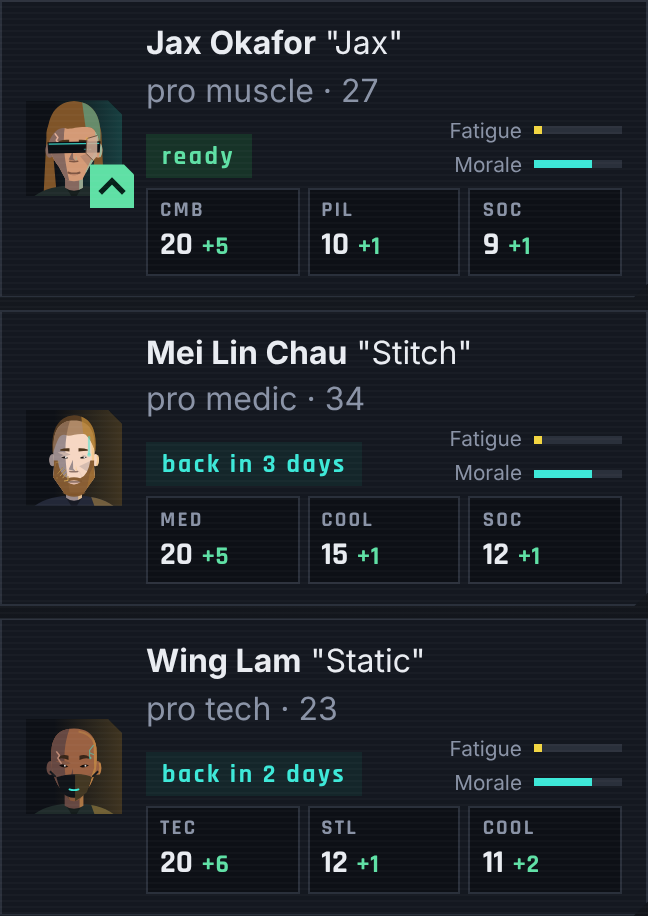 Jax Okafor "Jax"
pro muscle · 27
ready
Fatigue
Morale
CMB
20 +5
PIL
10 +1
SOC
9 +1
Mei Lin Chau "Stitch"
pro medic · 34
back in 3 days
Fatigue
Morale
MED
20 +5
COOL
15 +1
SOC
12 +1
Wing Lam "Static"
pro tech · 23
back in 2 days
Fatigue
Morale
TEC
20 +6
STL
12 +1
COOL
11 +2